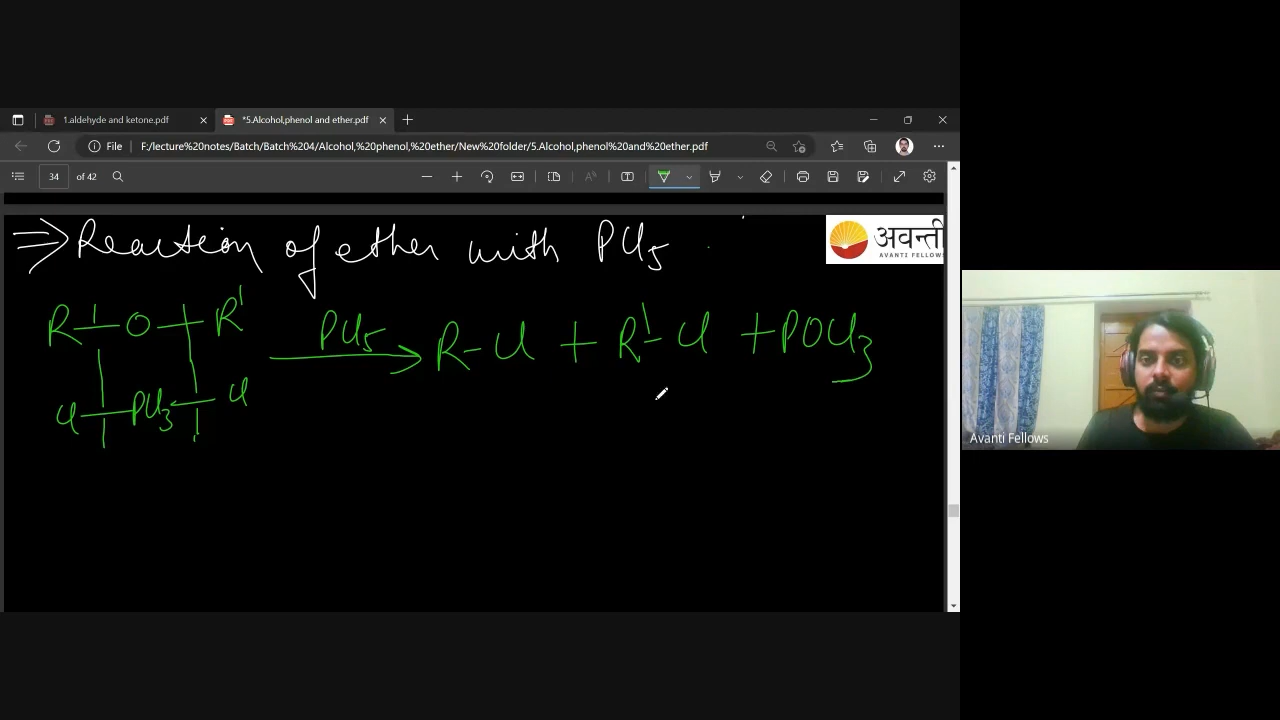 1.aldehyde and ketone.pdf
*5.Alcohol,phenol and ether.pdf
File
F:/lecture%20notes/Batch/Batch%204/Alcohol,%20phenol,%20ether/New%20folder/5.Alcohol,phenol%20and%20ether.pdf
34 of 42
⇒ Reaction of ether with PCl5
अवन्ती
AVANTI FELLOWS
R-O-R' PCl5 → R-Cl + R'-Cl + POCl3
Cl-PCl3-Cl
Avanti Fellows